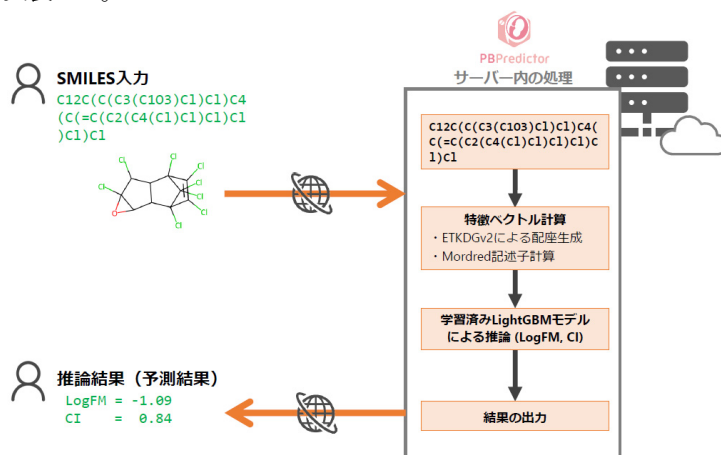 PBPredictor
サーバー内の処理
SMILES入力
C12C(C(C3(C1O3)Cl)Cl)C4
(C(=C(C2(C4(Cl)Cl)Cl)Cl
)Cl)Cl
C12C(C(C3(C1O3)Cl)Cl)C4(
C(=C(C2(C4(Cl)Cl)Cl)Cl)C
l)Cl
Cl
Cl
Cl
Cl
Cl
Cl
Cl
Cl
O
特徴ベクトル計算
・ETKDGv2による配座生成
・Mordred記述子計算
学習済みLightGBMモデル
による推論 (LogFM, CI)
推論結果（予測結果）
LogFM = -1.09
CI = 0.84
結果の出力